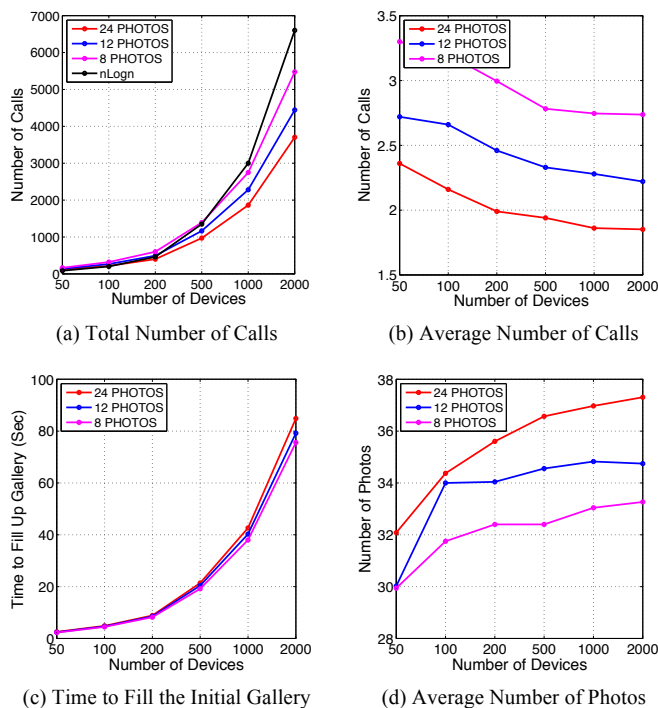 7000
6000
5000
4000
3000
2000
1000
0
Number of Calls
24 PHOTOS
12 PHOTOS
8 PHOTOS
nLogn
50 100 200 500 1000 2000
Number of Devices
(a) Total Number of Calls
3.5
3
2.5
2
1.5
Number of Calls
24 PHOTOS
12 PHOTOS
8 PHOTOS
50 100 200 500 1000 2000
Number of Devices
(b) Average Number of Calls
100
80
60
40
20
0
Time to Fill Up Gallery (Sec)
24 PHOTOS
12 PHOTOS
8 PHOTOS
50 100 200 500 1000 2000
Number of Devices
(c) Time to Fill the Initial Gallery
38
36
34
32
30
28
Number of Photos
24 PHOTOS
12 PHOTOS
8 PHOTOS
50 100 200 500 1000 2000
Number of Devices
(d) Average Number of Photos